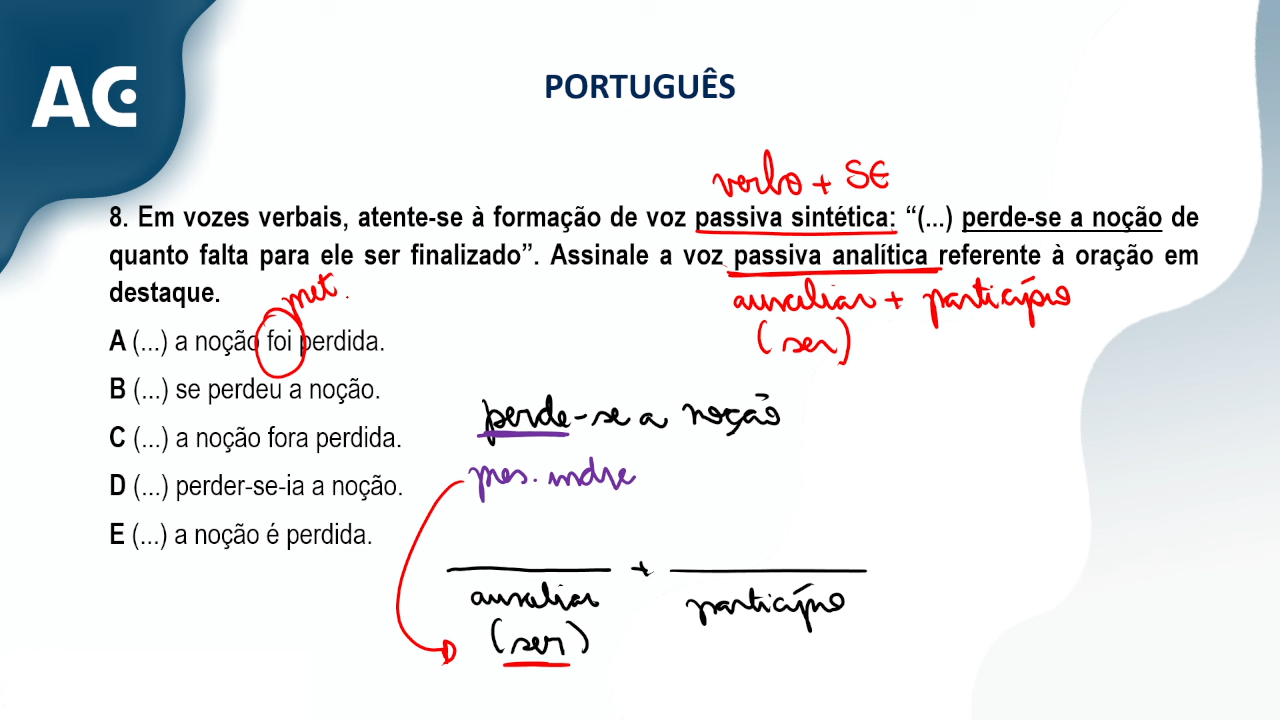 AC
PORTUGUÊS
verbo + SE
8. Em vozes verbais, atente-se à formação de voz passiva sintética: “(...) perde-se a noção de
quanto falta para ele ser finalizado”. Assinale a voz passiva analítica referente à oração em
destaque.
auxiliar + particípio
(ser)
pret.
A (...) a noção foi perdida.
B (...) se perdeu a noção.
C (...) a noção fora perdida.
D (...) perder-se-ia a noção.
E (...) a noção é perdida.
perde-se a noção
pres. indic
+
auxiliar
particípio
(ser)